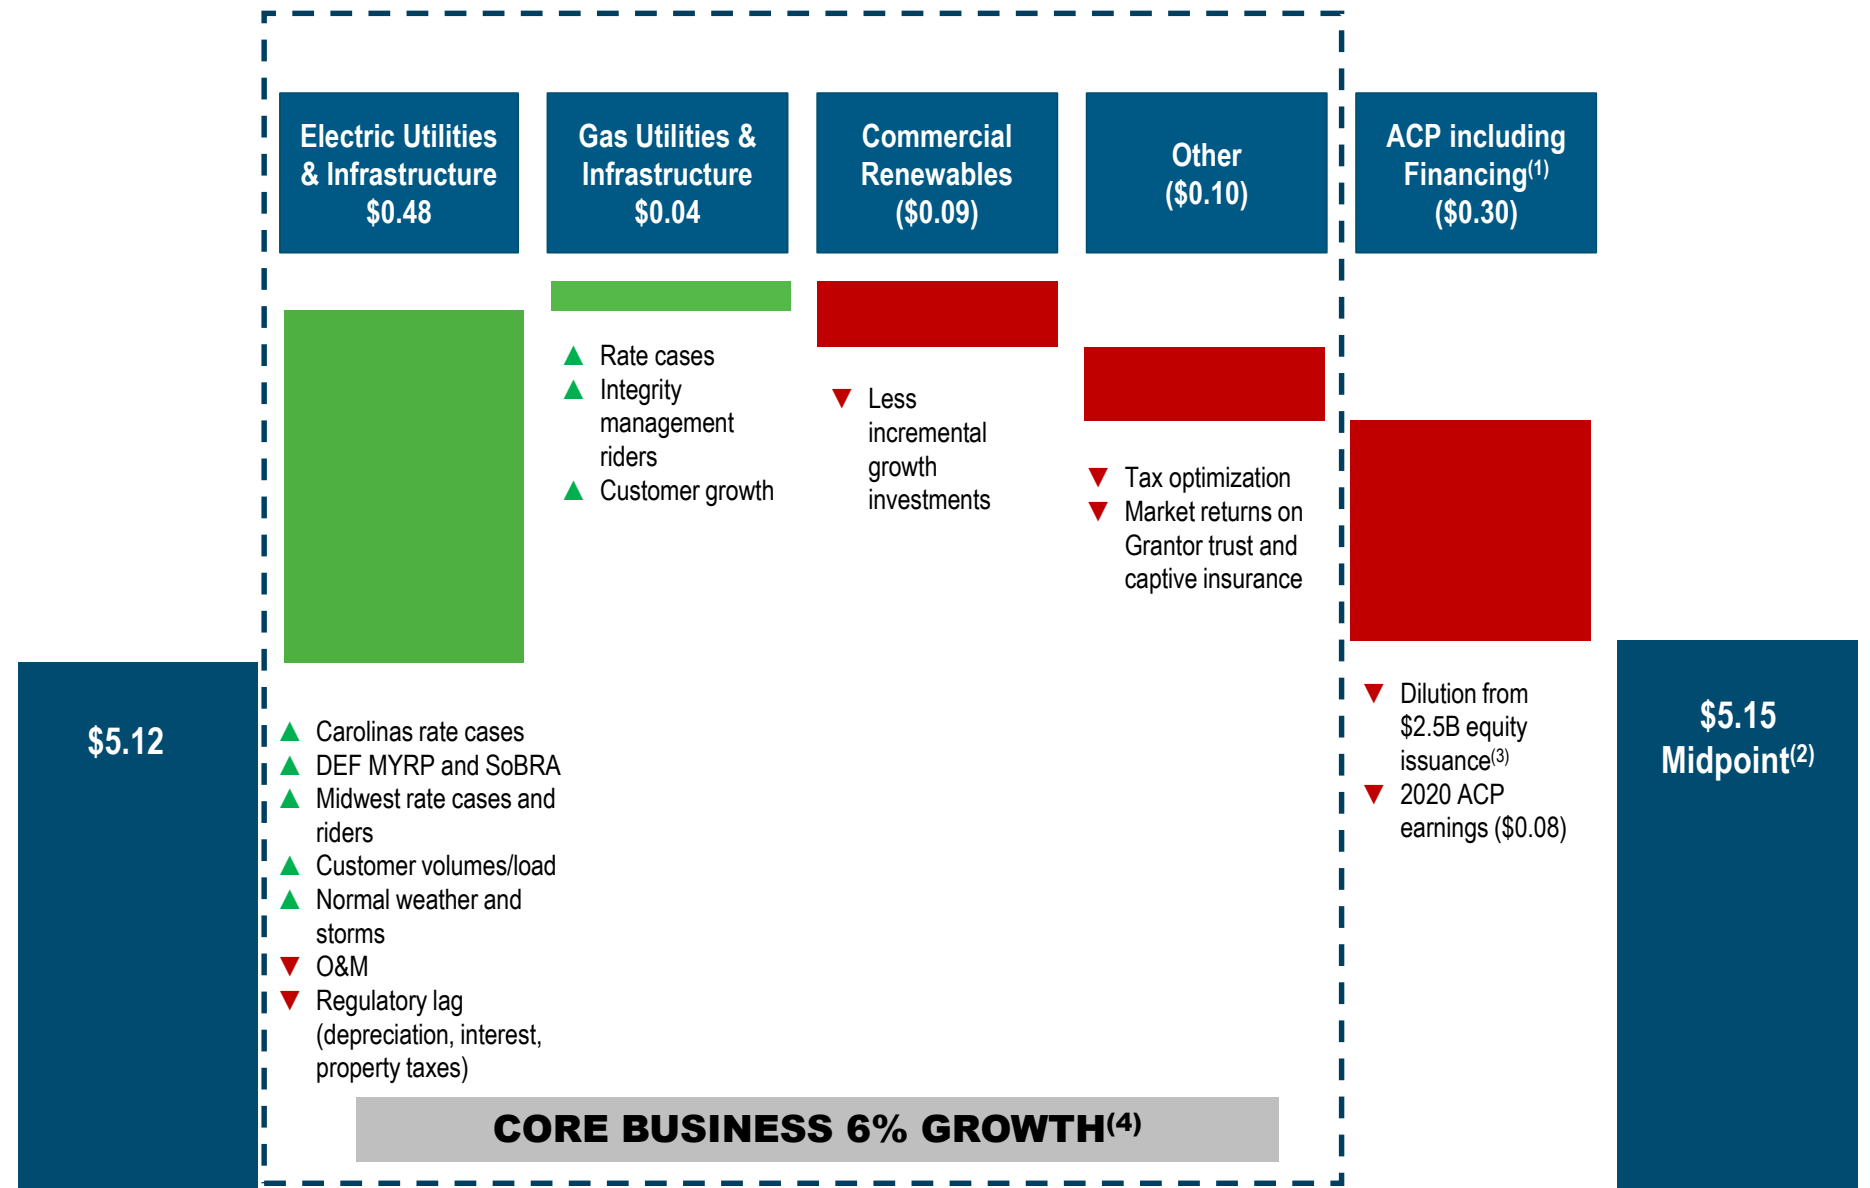 Electric Utilities
& Infrastructure
$0.48
Gas Utilities &
Infrastructure
$0.04
Commercial
Renewables
($0.09)
Other
($0.10)
ACP including
Financing(1)
($0.30)
▲ Rate cases
▲ Integrity
management
riders
▲ Customer growth
▼ Less
incremental
growth
investments
▼ Tax optimization
▼ Market returns on
Grantor trust and
captive insurance
$5.12
▲ Carolinas rate cases
▲ DEF MYRP and SoBRA
▲ Midwest rate cases and
riders
▲ Customer volumes/load
▲ Normal weather and
storms
▼ O&M
▼ Regulatory lag
(depreciation, interest,
property taxes)
▼ Dilution from
$2.5B equity
issuance(3)
▼ 2020 ACP
earnings ($0.08)
$5.15
Midpoint(2)
CORE BUSINESS 6% GROWTH(4)